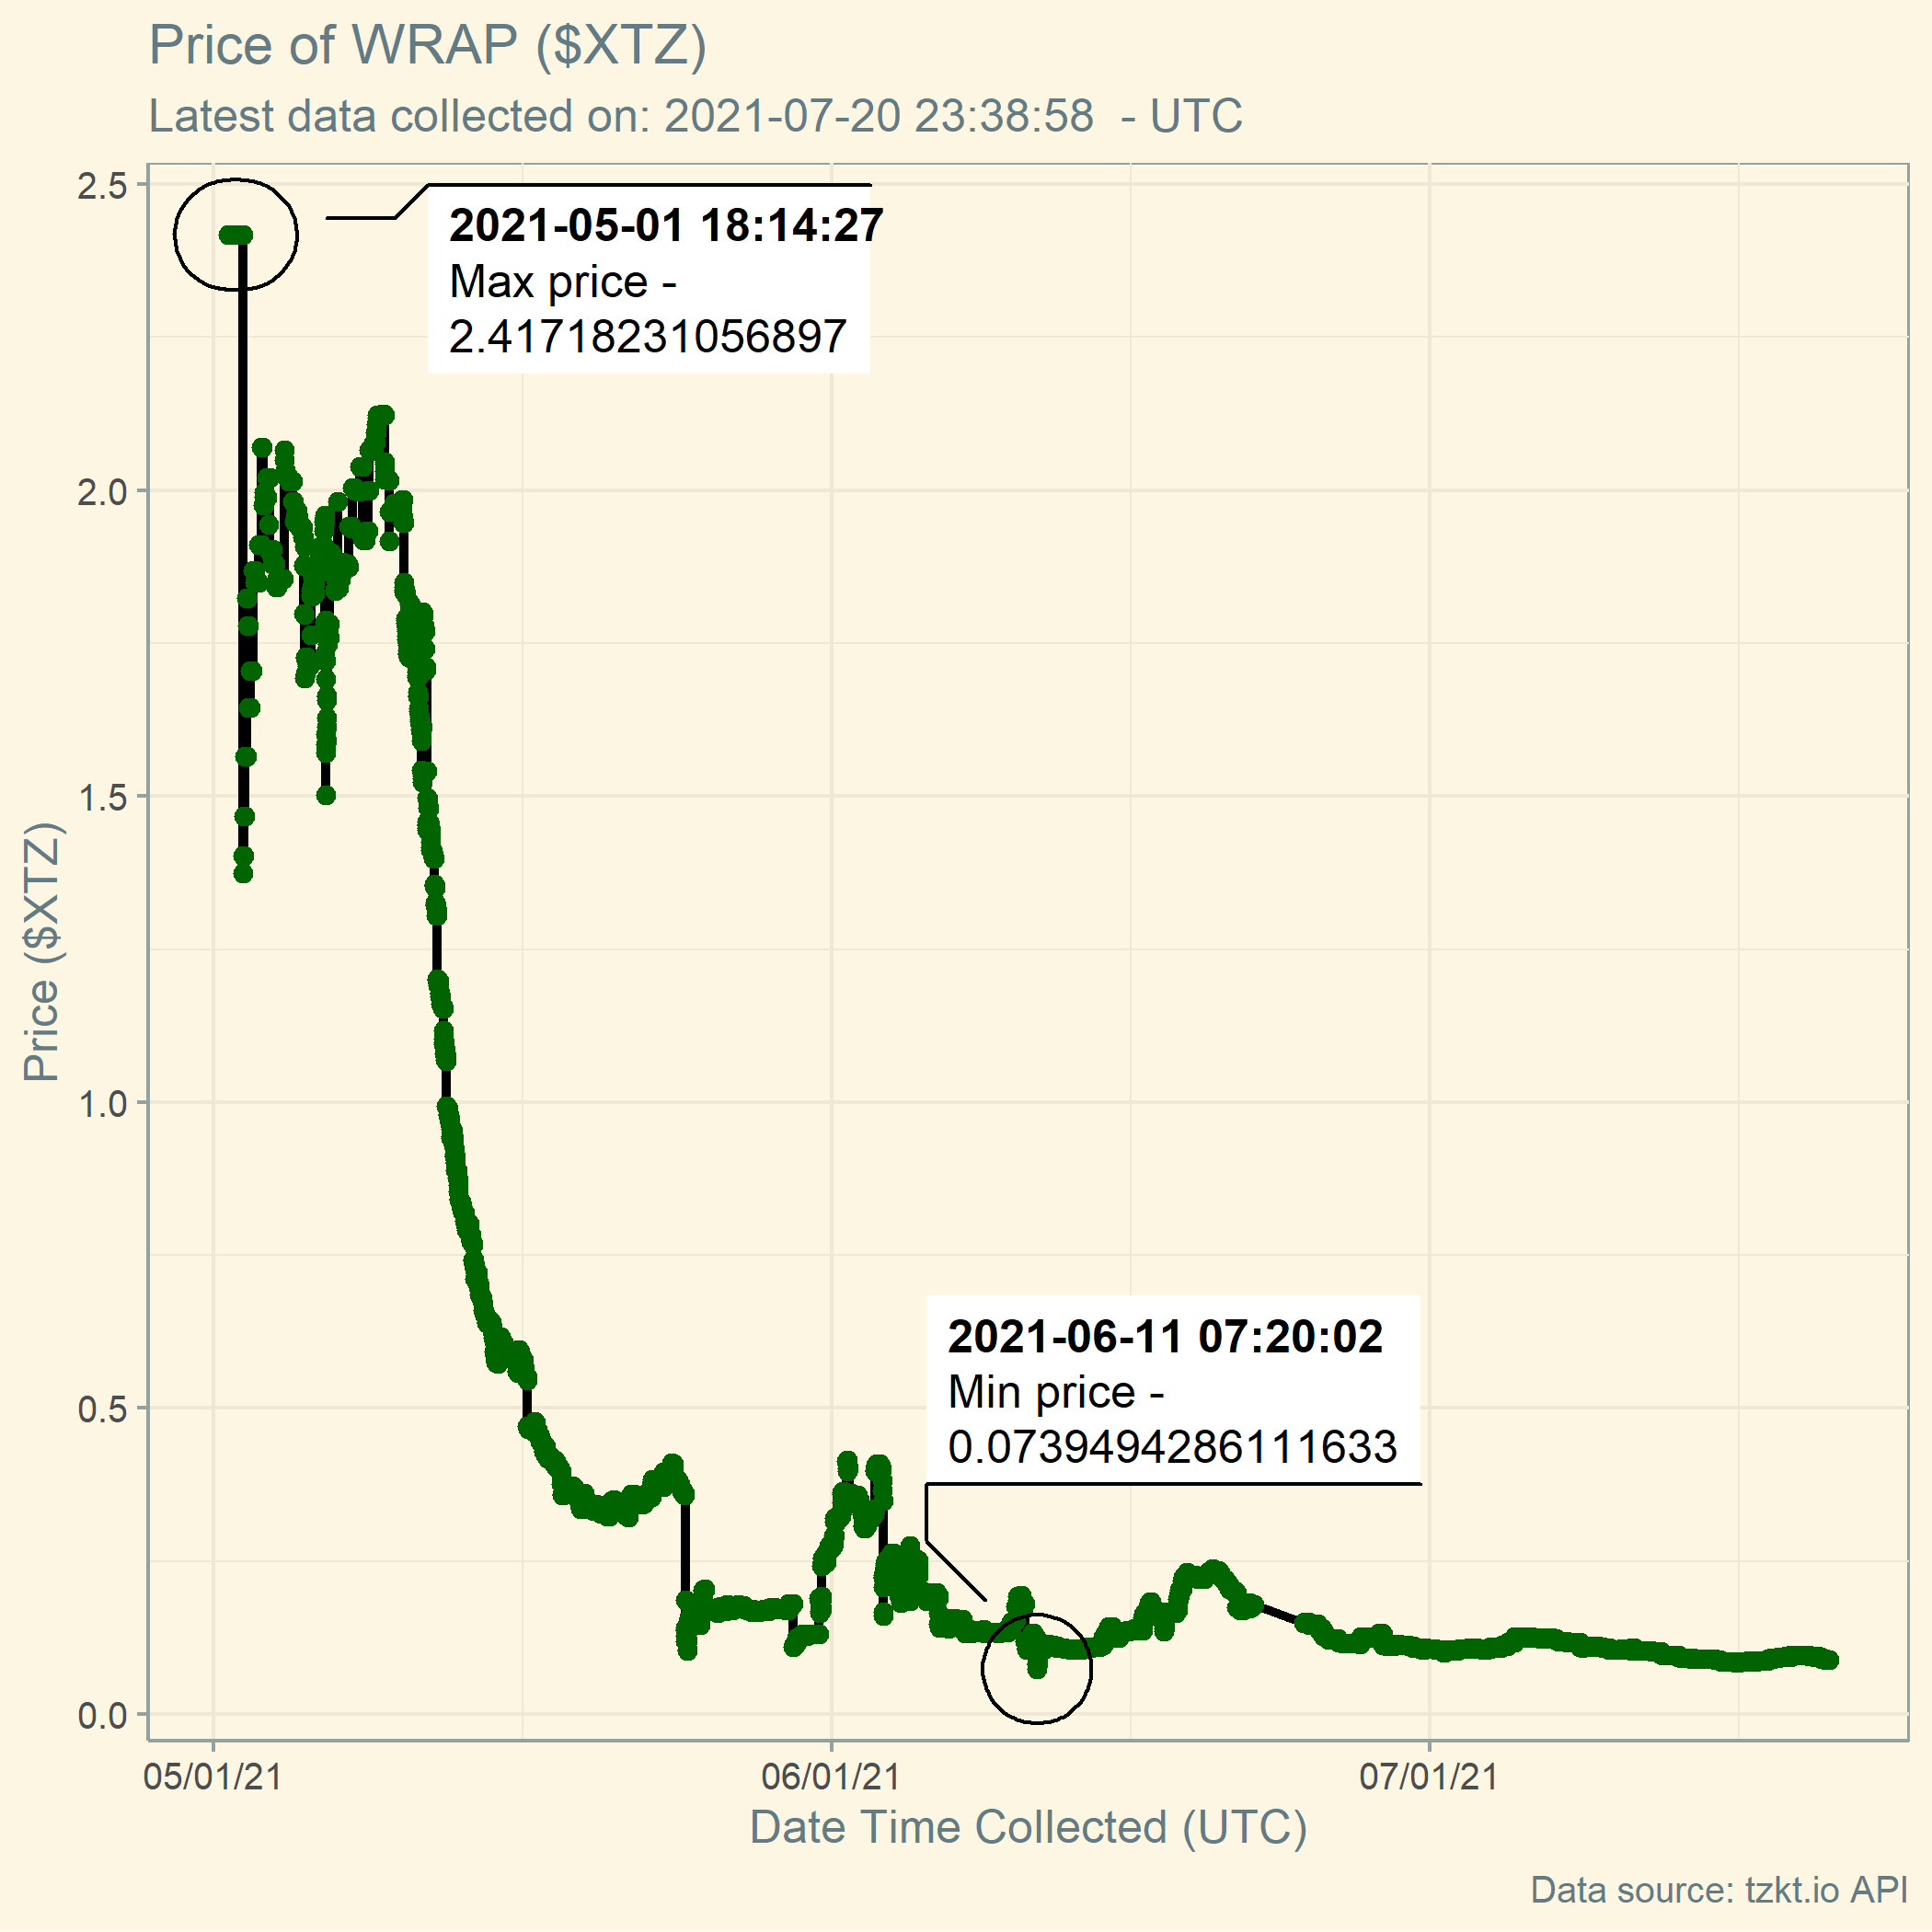 Price of WRAP ($XTZ)
Latest data collected on: 2021-07-20 23:38:58  - UTC
2.5
2.0
1.5
1.0
0.5
0.0
Price ($XTZ)
2021-05-01 18:14:27
Max price -
2.41718231056897
2021-06-11 07:20:02
Min price -
0.0739494286111633
05/01/21
06/01/21
07/01/21
Date Time Collected (UTC)
Data source: tzkt.io API